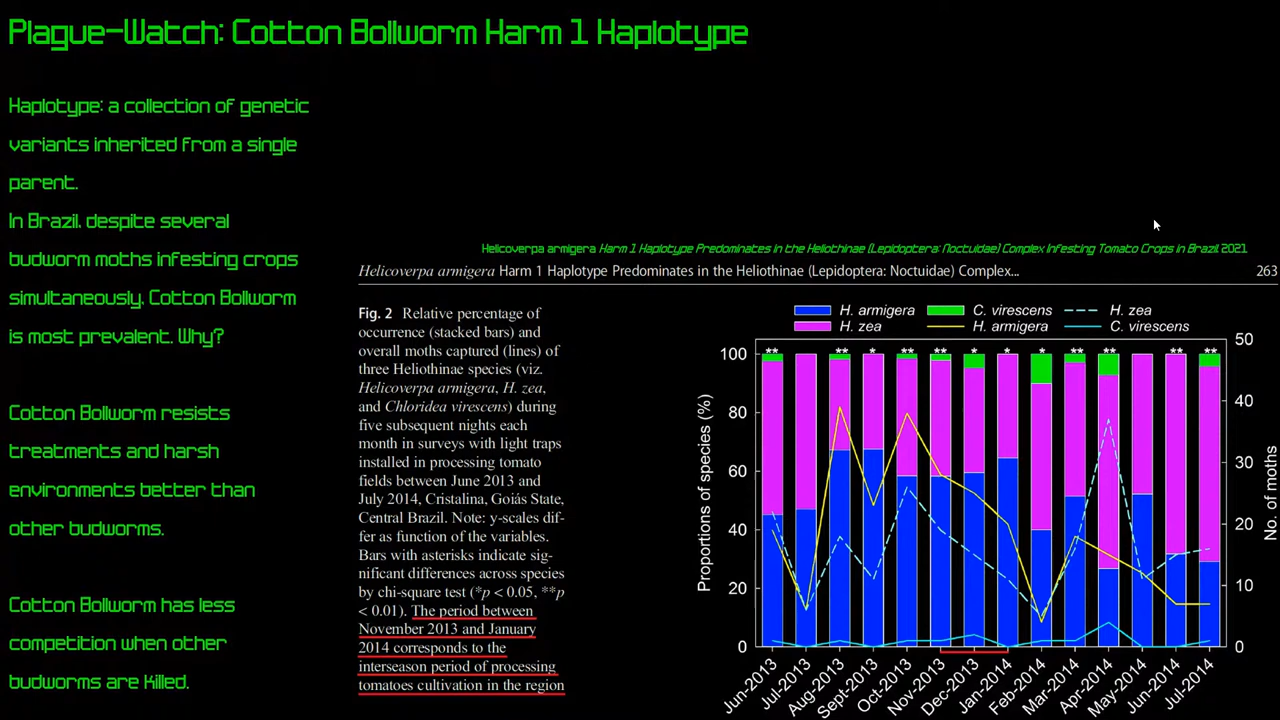 Plague-Watch: Cotton Bollworm Harm 1 Haplotype
Haplotype: a collection of genetic
variants inherited from a single
parent.
In Brazil, despite several
budworm moths infesting crops
simultaneously, Cotton Bollworm
is most prevalent. Why?
Cotton Bollworm resists
treatments and harsh
environments better than
other budworms.
Cotton Bollworm has less
competition when other
budworms are killed.
Helicoverpa armigera Harm 1 Haplotype Predominates in the Heliothinae (Lepidoptera: Noctuidae) Complex Infesting Tomato Crops in Brazil 2021
Helicoverpa armigera Harm 1 Haplotype Predominates in the Heliothinae (Lepidoptera: Noctuidae) Complex... 263
Fig. 2 Relative percentage of
occurrence (stacked bars) and
overall moths captured (lines) of
three Heliothinae species (viz.
Helicoverpa armigera, H. zea,
and Chloridea virescens) during
five subsequent nights each
month in surveys with light traps
installed in processing tomato
fields between June 2013 and
July 2014, Cristalina, Goiás State,
Central Brazil. Note: y-scales dif-
fer as function of the variables.
Bars with asterisks indicate sig-
nificant differences across species
by chi-square test (*p < 0.05, **p
< 0.01). The period between
November 2013 and January
2014 corresponds to the
interseason period of processing
tomatoes cultivation in the region
H. armigera C. virescens H. zea
H. zea H. armigera C. virescens
** ** * ** ** * * * ** ** ** **
100 80 60 40 20 0
Proportions of species (%)
50 40 30 20 10 0
No. of moths
Jun-2013 Jul-2013 Aug-2013 Sept-2013 Oct-2013 Nov-2013 Dec-2013 Jan-2014 Feb-2014 Mar-2014 Apr-2014 May-2014 Jun-2014 Jul-2014